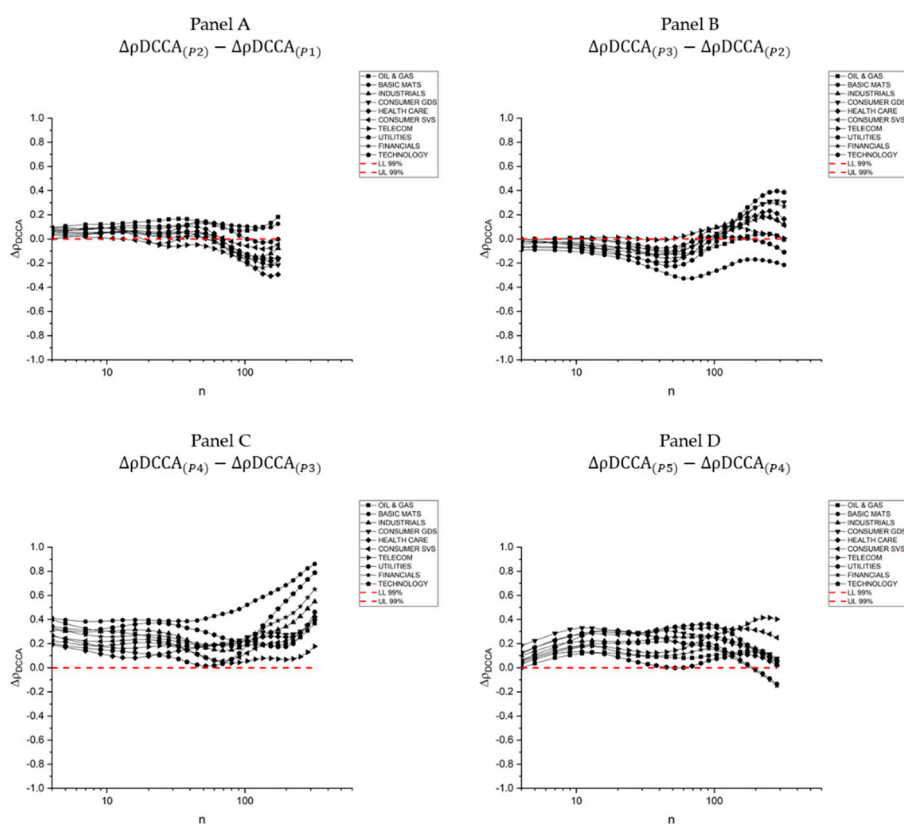 Panel A
ΔρDCCA(P2) − ΔρDCCA(P1)
OIL & GAS
BASIC MATS
INDUSTRIALS
CONSUMER GDS
HEALTH CARE
CONSUMER SVS
TELECOM
UTILITIES
FINANCIALS
TECHNOLOGY
LL 99%
UL 99%
1.0
0.8
0.6
0.4
0.2
0.0
-0.2
-0.4
-0.6
-0.8
-1.0
ΔρDCCA
10
100
n
Panel B
ΔρDCCA(P3) − ΔρDCCA(P2)
OIL & GAS
BASIC MATS
INDUSTRIALS
CONSUMER GDS
HEALTH CARE
CONSUMER SVS
TELECOM
UTILITIES
FINANCIALS
TECHNOLOGY
LL 99%
UL 99%
1.0
0.8
0.6
0.4
0.2
0.0
-0.2
-0.4
-0.6
-0.8
-1.0
ΔρDCCA
10
100
n
Panel C
ΔρDCCA(P4) − ΔρDCCA(P3)
OIL & GAS
BASIC MATS
INDUSTRIALS
CONSUMER GDS
HEALTH CARE
CONSUMER SVS
TELECOM
UTILITIES
FINANCIALS
TECHNOLOGY
LL 99%
UL 99%
1.0
0.8
0.6
0.4
0.2
0.0
-0.2
-0.4
-0.6
-0.8
-1.0
ΔρDCCA
10
100
n
Panel D
ΔρDCCA(P5) − ΔρDCCA(P4)
OIL & GAS
BASIC MATS
INDUSTRIALS
CONSUMER GDS
HEALTH CARE
CONSUMER SVS
TELECOM
UTILITIES
FINANCIALS
TECHNOLOGY
LL 99%
UL 99%
1.0
0.8
0.6
0.4
0.2
0.0
-0.2
-0.4
-0.6
-0.8
-1.0
ΔρDCCA
10
100
n